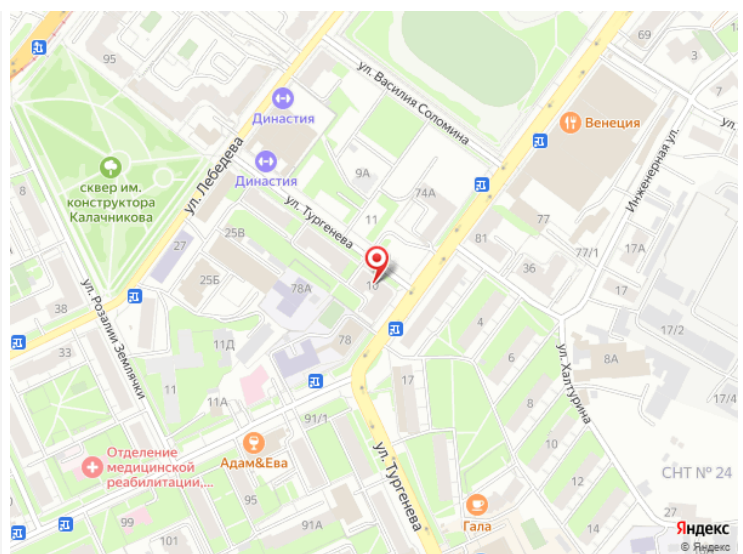 95
69
3
7
ул. Василия Соломина
Династия
Венеция
ул.
ул. Лебедева
9А
Династия
74А
Инженерная ул.
сквер им.
конструктора
Калачникова
8
ул. Тургенева
11
77
27
25В
81
77/1
17А
36
25Б
78А
10
17
38
4
17/2
ул. Розалии Землячки
33
11Д
78
6
ул. Халтурина
8А
11
17
8
17/4
11А
91/1
10
Отделение
медицинской
реабилитации,...
Адам&Ева
ул. Тургенева
12
СНТ № 24
95
99
Гала
91А
14
27
101
Яндекс
© Яндекс